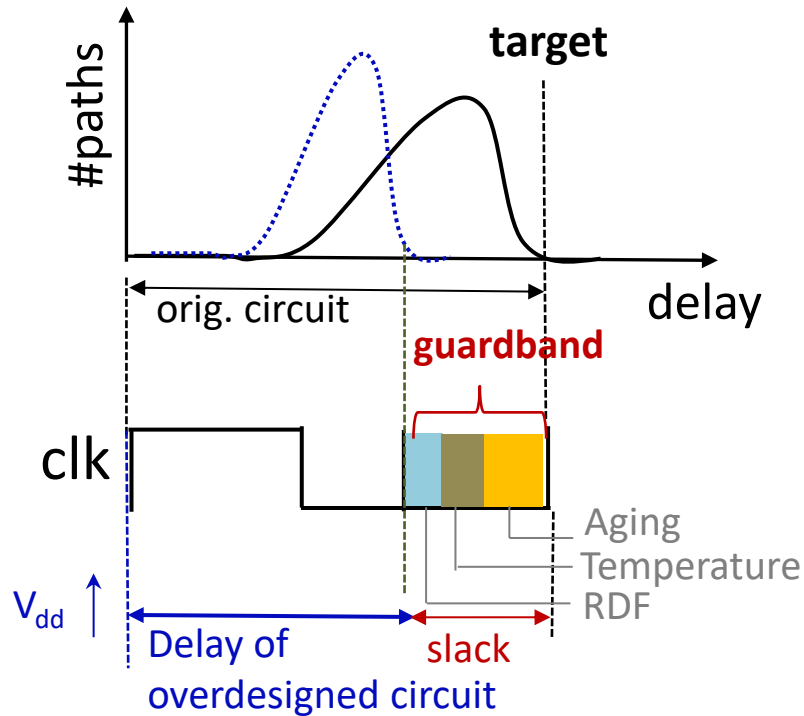 target
#paths
delay
orig. circuit
guardband
clk
Aging
Temperature
RDF
Vdd
Delay of
overdesigned circuit
slack